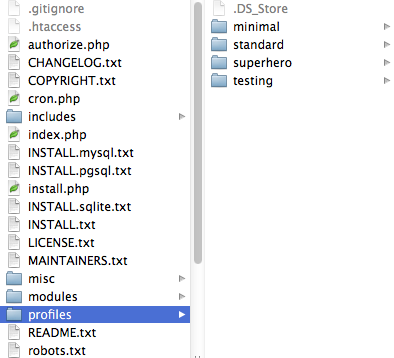 .gitignore
.htaccess
authorize.php
CHANGELOG.txt
COPYRIGHT.txt
cron.php
includes
index.php
INSTALL.mysql.txt
INSTALL.pgsql.txt
install.php
INSTALL.sqlite.txt
INSTALL.txt
LICENSE.txt
MAINTAINERS.txt
misc
modules
profiles
README.txt
robots.txt
.DS_Store
minimal
standard
superhero
testing